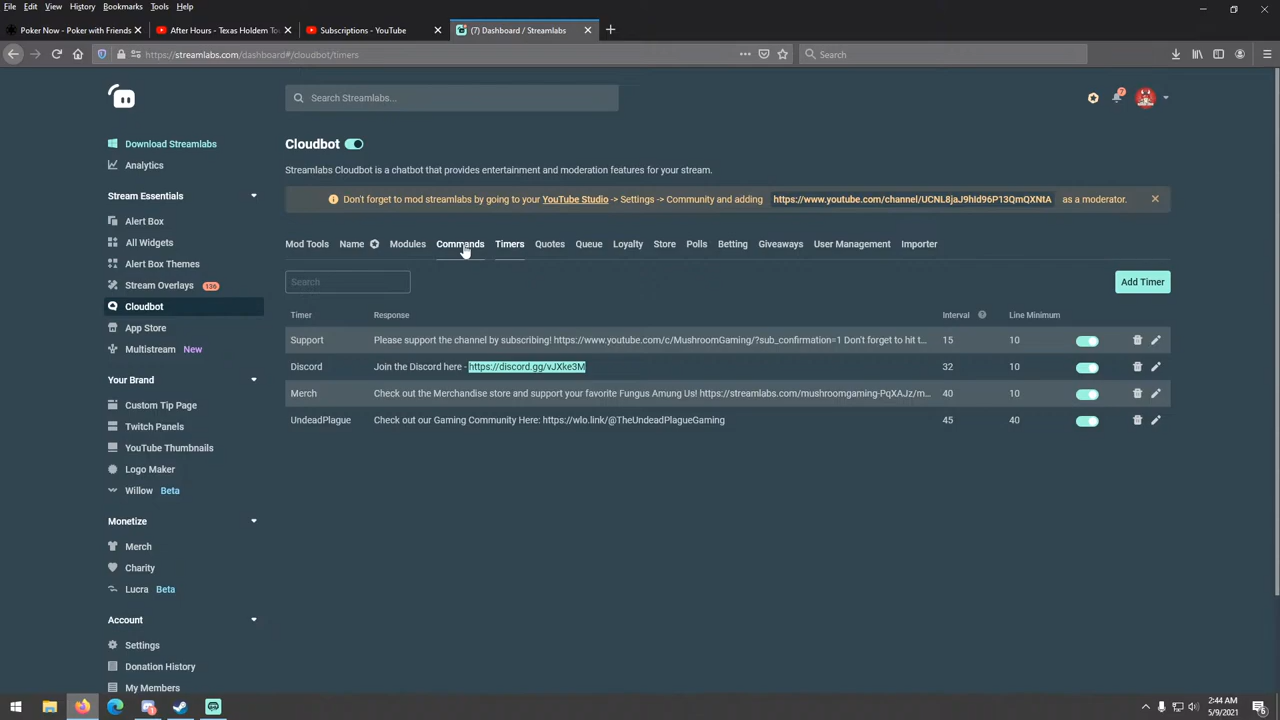 File Edit View History Bookmarks Tools Help
Poker Now - Poker with Friends
After Hours - Texas Holdem To
Subscriptions - YouTube
(7) Dashboard / Streamlabs
https://streamlabs.com/dashboard#/cloudbot/timers
Search
Search Streamlabs...
7
Download Streamlabs
Analytics
Stream Essentials
Alert Box
All Widgets
Alert Box Themes
Stream Overlays 136
Cloudbot
App Store
Multistream New
Your Brand
Custom Tip Page
Twitch Panels
YouTube Thumbnails
Logo Maker
Willow Beta
Monetize
Merch
Charity
Lucra Beta
Account
Settings
Donation History
My Members
Cloudbot
Streamlabs Cloudbot is a chatbot that provides entertainment and moderation features for your stream.
Don't forget to mod streamlabs by going to your YouTube Studio -> Settings -> Community and adding https://www.youtube.com/channel/UCNL8jaJ9hId96P13QmQXNtA as a moderator.
Mod Tools Name Modules Commands Timers Quotes Queue Loyalty Store Polls Betting Giveaways User Management Importer
Search
Add Timer
Timer Response Interval Line Minimum
Support Please support the channel by subscribing! https://www.youtube.com/c/MushroomGaming/?sub_confirmation=1 Don't forget to hit t... 15 10
Discord Join the Discord here - https://discord.gg/vJXke3M 32 10
Merch Check out the Merchandise store and support your favorite Fungus Amung Us! https://streamlabs.com/mushroomgaming-PqXAJz/m... 40 10
UndeadPlague Check out our Gaming Community Here: https://wlo.link/@TheUndeadPlagueGaming 45 40
2:44 AM
5/9/2021